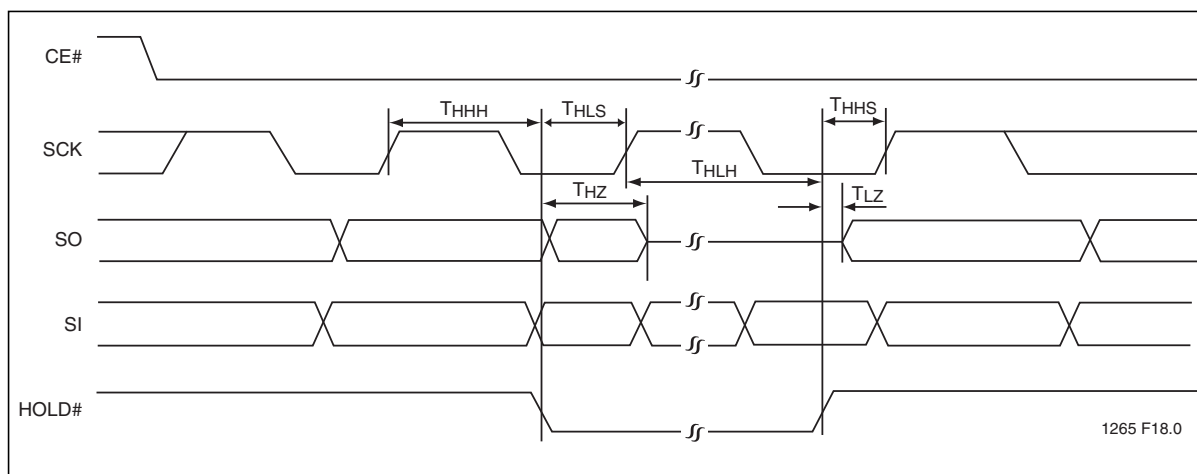 CE#
THHH
THLS
THHS
SCK
THLH
THZ
TLZ
SO
SI
HOLD#
1265 F18.0